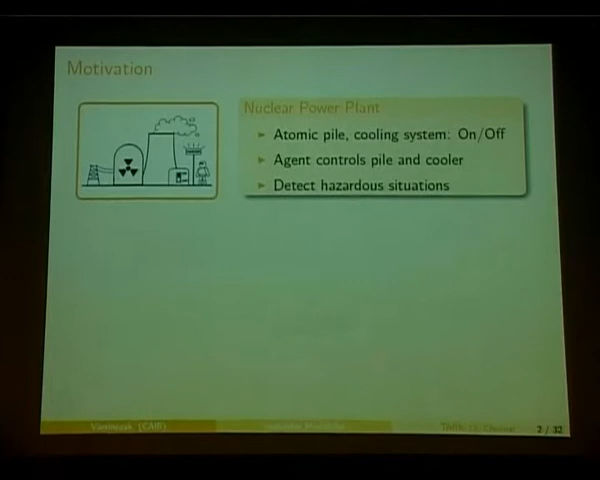 Motivation
Nuclear Power Plant
Atomic pile, cooling system: On/Off
Agent controls pile and cooler
Detect hazardous situations
(CAIR)
2 / 32